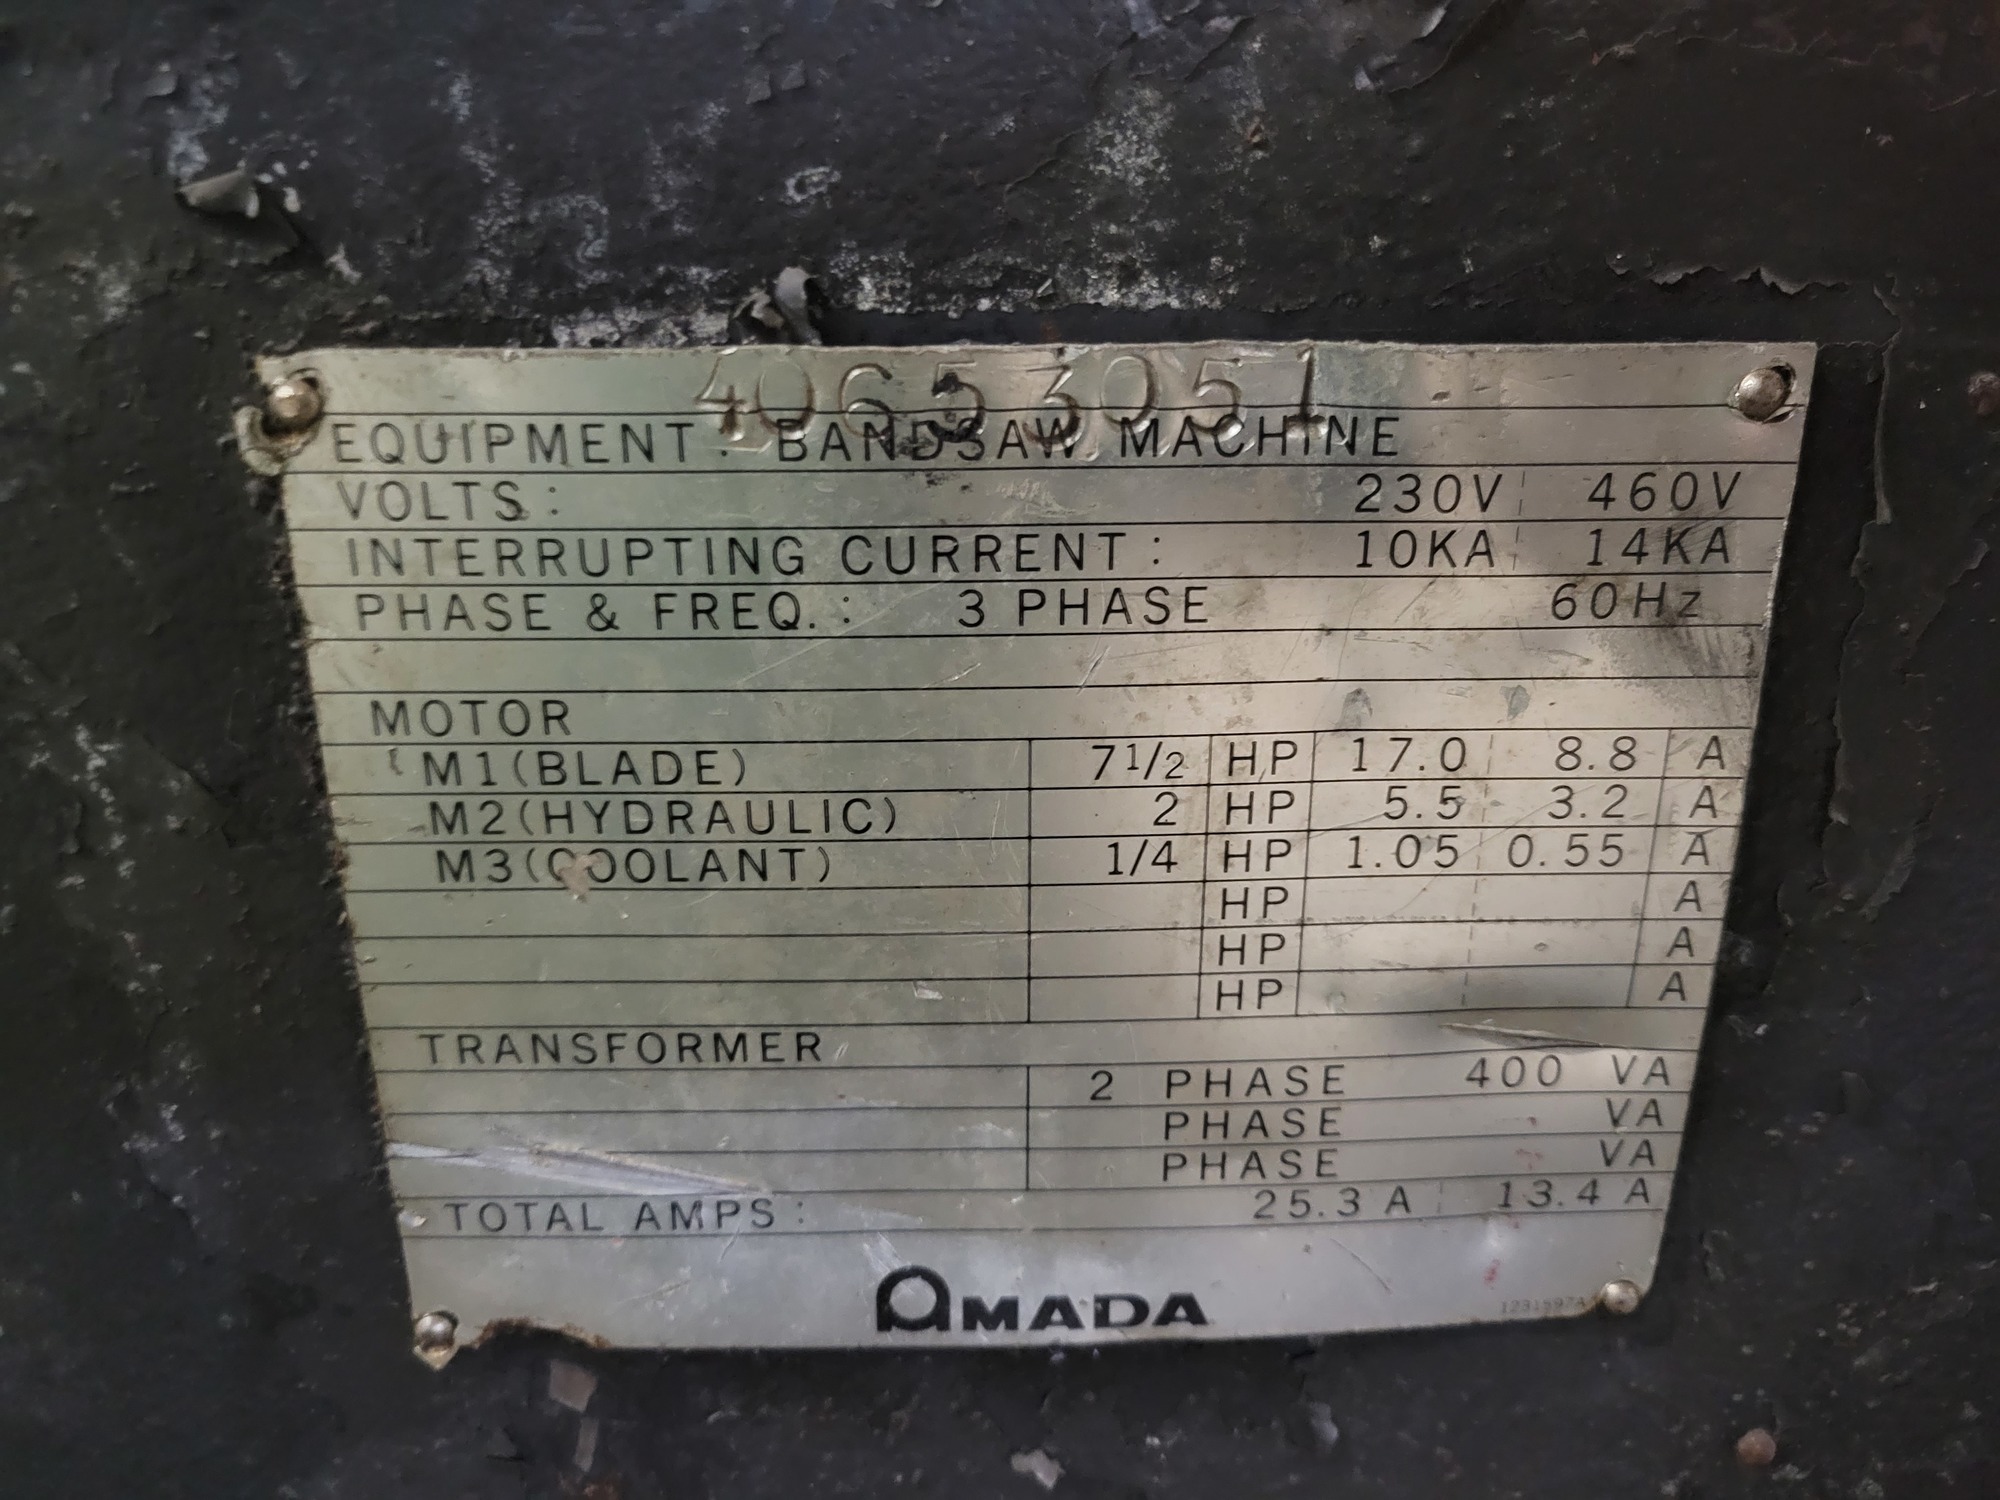 40653051
EQUIPMENT: BANDSAW MACHINE
VOLTS: 230V 460V
INTERRUPTING CURRENT: 10KA 14KA
PHASE & FREQ.: 3 PHASE 60Hz
MOTOR
M1(BLADE) 7 1/2 HP 17.0 8.8 A
M2(HYDRAULIC) 2 HP 5.5 3.2 A
M3(COOLANT) 1/4 HP 1.05 0.55 A
HP A
HP A
HP A
TRANSFORMER
2 PHASE 400 VA
PHASE VA
PHASE VA
TOTAL AMPS: 25.3 A 13.4 A
AMADA